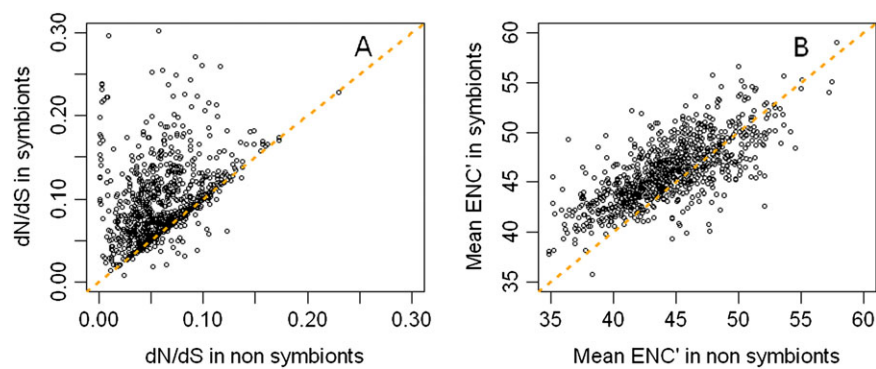 A
0.30
0.20
0.10
0.00
dN/dS in symbionts
0.00 0.10 0.20 0.30
dN/dS in non symbionts
B
60
55
50
45
40
35
Mean ENC' in symbionts
35 40 45 50 55 60
Mean ENC' in non symbionts